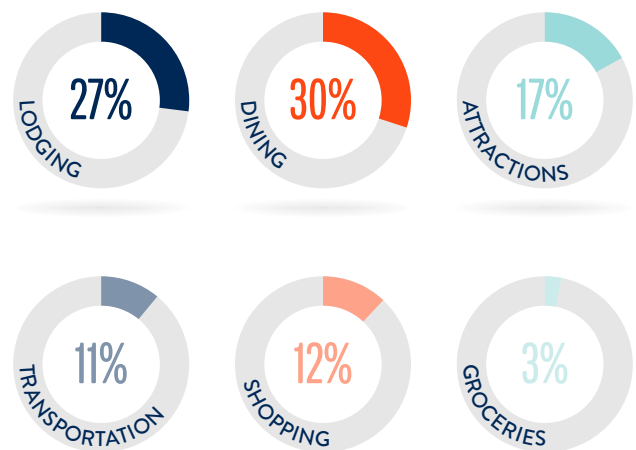 27%
LODGING
30%
DINING
17%
ATTRACTIONS
11%
TRANSPORTATION
12%
SHOPPING
3%
GROCERIES